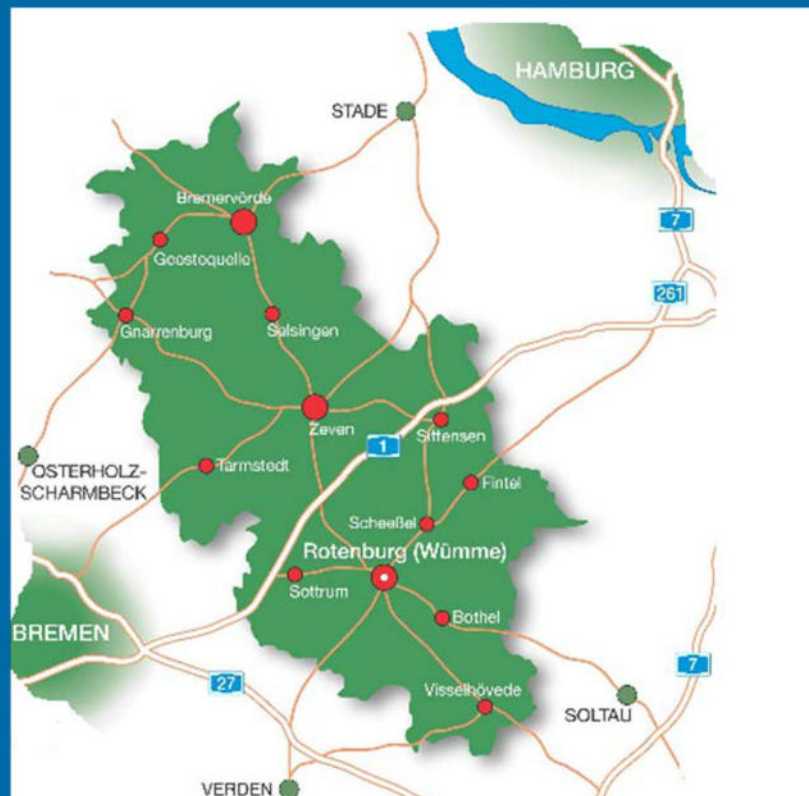 HAMBURG
STADE
Bremervörde
7
Geestequelle
261
Gnarrenburg
Selsingen
Zeven
Sittensen
1
OSTERHOLZ-
SCHARMBECK
Tarmstedt
Fintel
Scheeßel
Rotenburg (Wümme)
Sottrum
Bothel
BREMEN
27
7
Visselhövede
SOLTAU
VERDEN